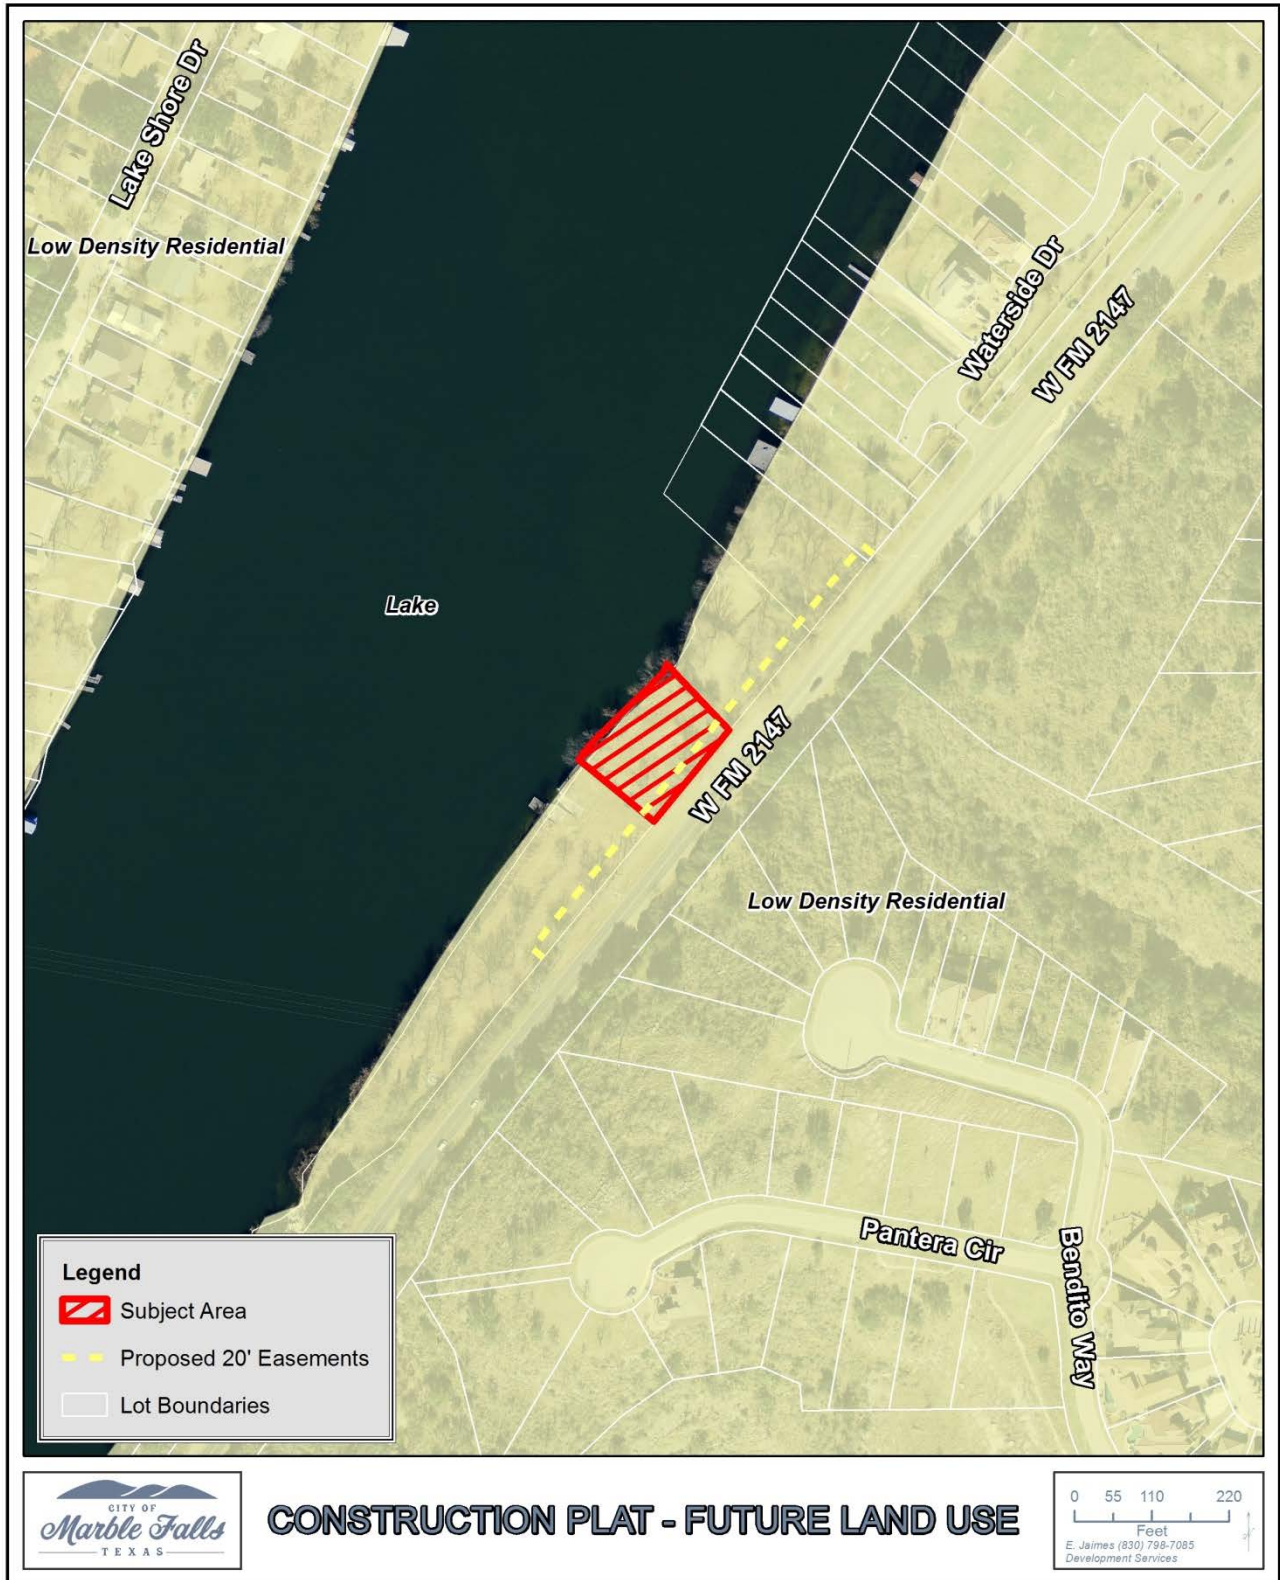 Lake Shore Dr
Low Density Residential
Waterside Dr
W FM 2147
Lake
W FM 2147
Low Density Residential
Pantera Cir
Bendito Way
Legend
Subject Area
Proposed 20' Easements
Lot Boundaries
CITY OF
Marble Falls
TEXAS
CONSTRUCTION PLAT - FUTURE LAND USE
0 55 110 220
Feet
E. Jaimes (830) 798-7085
Development Services